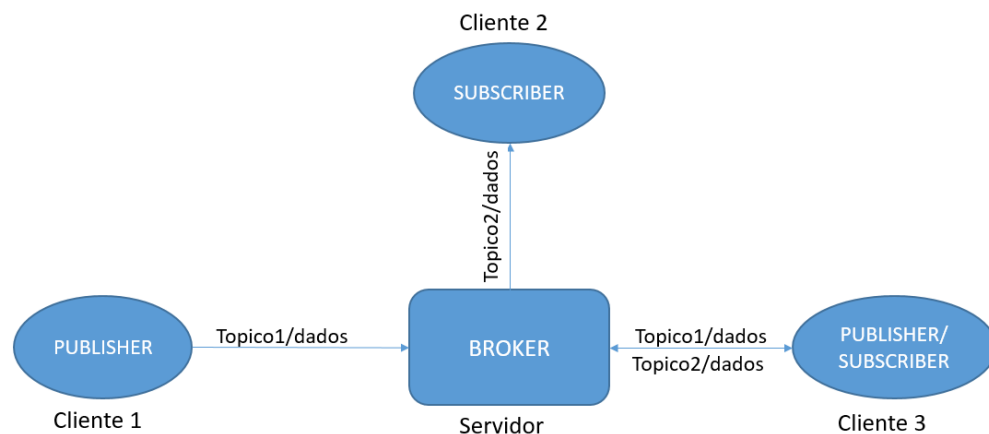 Cliente 2
SUBSCRIBER
Topico2/dados
PUBLISHER
Topico1/dados
BROKER
Topico1/dados
Topico2/dados
PUBLISHER/
SUBSCRIBER
Cliente 1
Servidor
Cliente 3